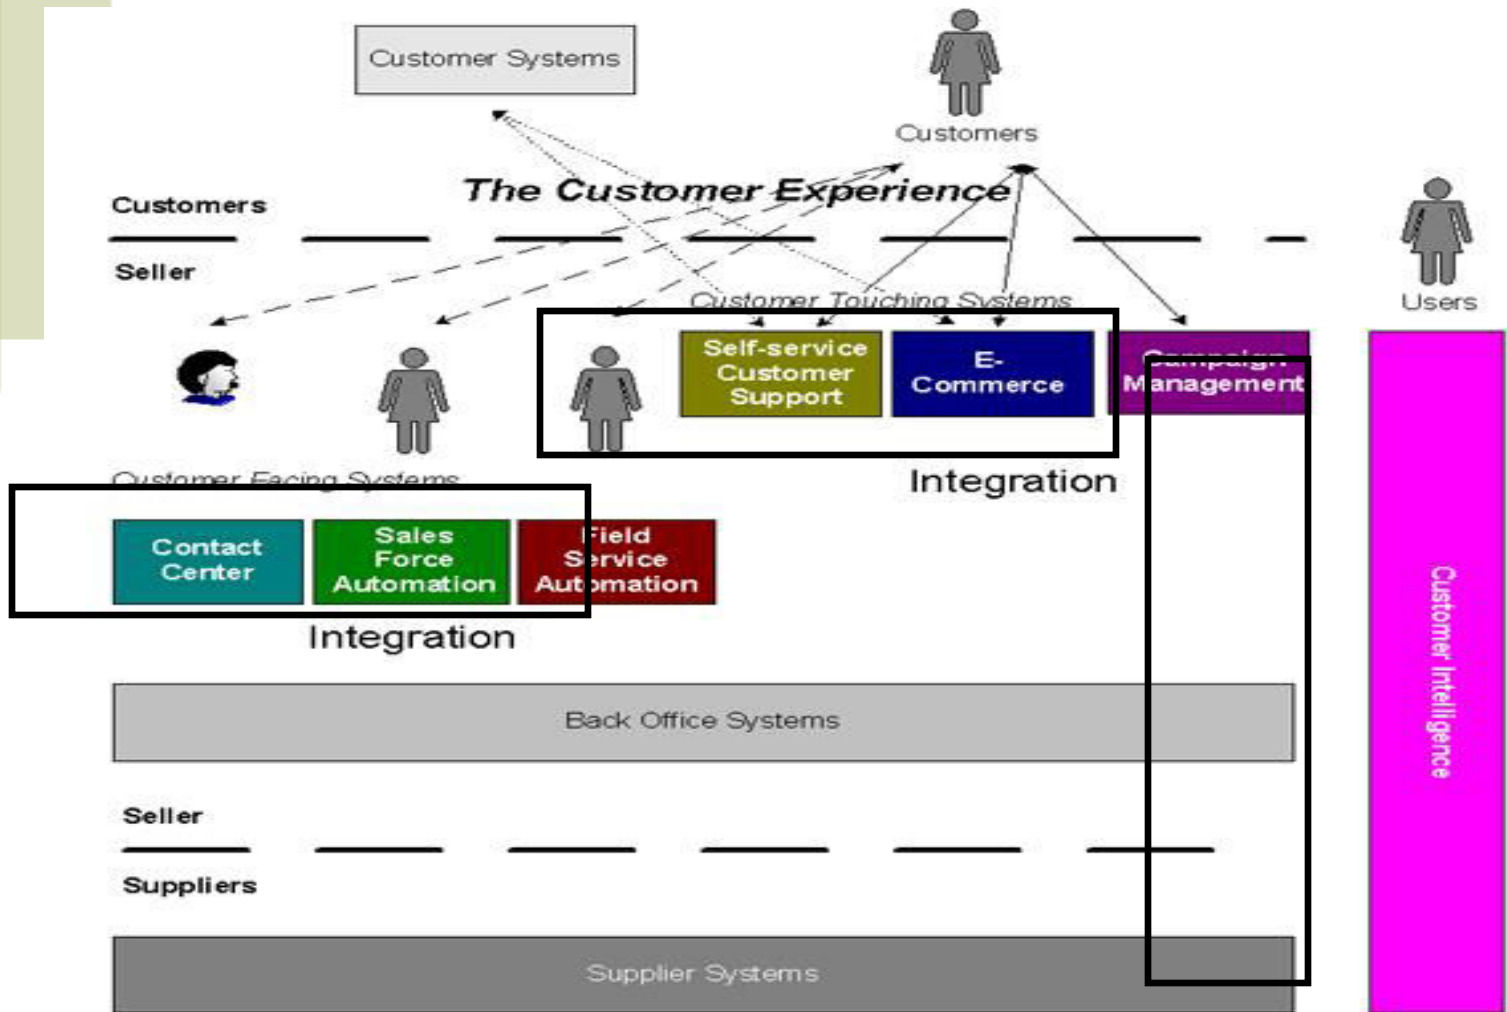 Customer Systems
Customers
The Customer Experience
Customers
Seller
Users
Customer Touching Systems
Self-service
Customer
Support
E-
Commerce
Campaign
Management
Customer Facing Systems
Integration
Contact
Center
Sales
Force
Automation
Field
Service
Automation
Integration
Customer Intelligence
Back Office Systems
Seller
Suppliers
Supplier Systems